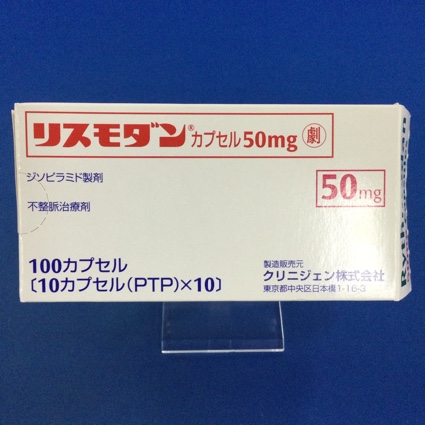 リスモダン®カプセル50mg 劇
ジソピラミド製剤
50mg
不整脈治療剤
100カプセル
〔10カプセル(PTP)×10〕
製造販売元
クリニジェン株式会社
東京都中央区日本橋1-16-3